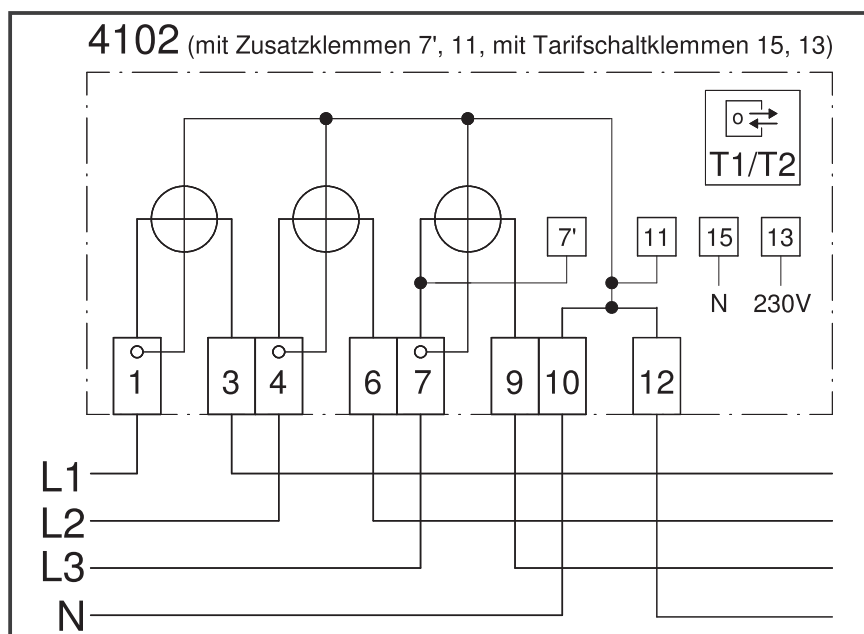 4102 (mit Zusatzklemmen 7', 11, mit Tarifschaltklemmen 15, 13)
T1/T2
7' 11 15 13
N 230V
1 3 4 6 7 9 10 12
L1
L2
L3
N